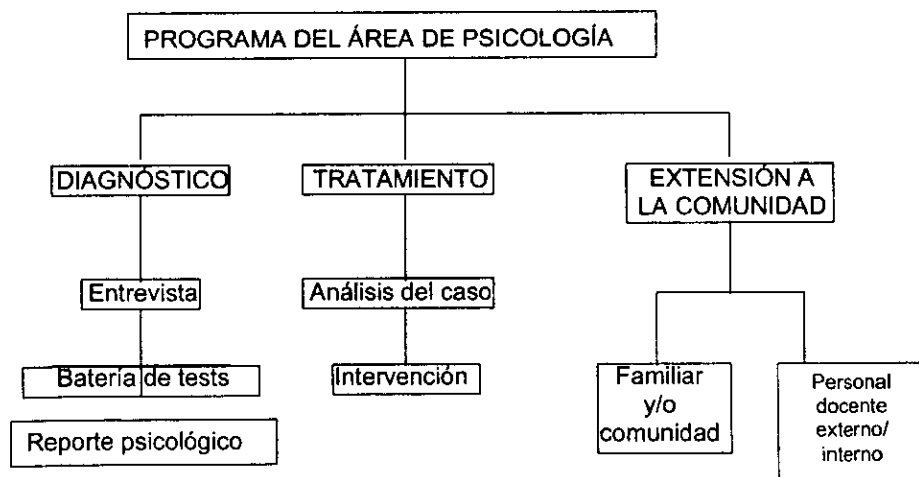 PROGRAMA DEL ÁREA DE PSICOLOGÍA
DIAGNÓSTICO
TRATAMIENTO
EXTENSIÓN A
LA COMUNIDAD
Entrevista
Análisis del caso
Batería de tests
Intervención
Familiar
y/o
comunidad
Personal
docente
externo/
interno
Reporte psicológico